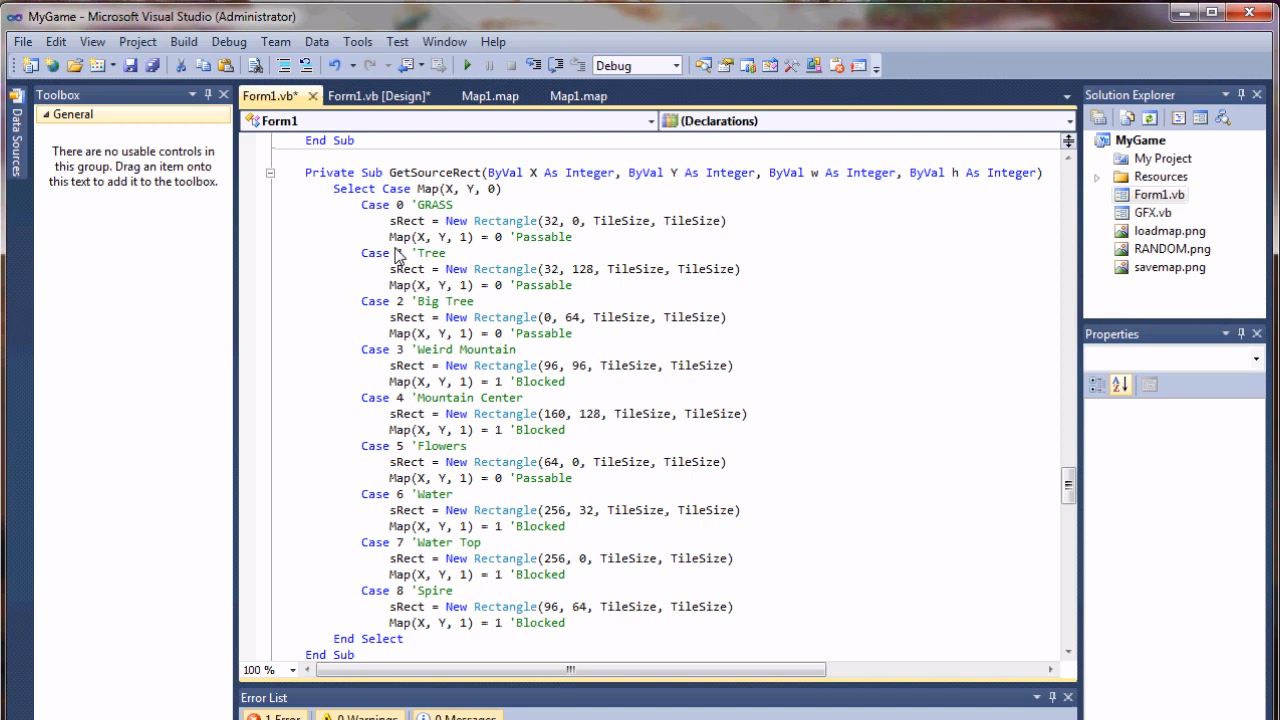 MyGame - Microsoft Visual Studio (Administrator)
File Edit View Project Build Debug Team Data Tools Test Window Help
Debug
Toolbox
General
There are no usable controls in
this group. Drag an item onto
this text to add it to the toolbox.
Data Sources
Form1.vb* Form1.vb [Design]* Map1.map Map1.map
Form1 (Declarations)
End Sub
Private Sub GetSourceRect(ByVal X As Integer, ByVal Y As Integer, ByVal w As Integer, ByVal h As Integer)
Select Case Map(X, Y, 0)
Case 0 'GRASS
sRect = New Rectangle(32, 0, TileSize, TileSize)
Map(X, Y, 1) = 0 'Passable
Case 'Tree
sRect = New Rectangle(32, 128, TileSize, TileSize)
Map(X, Y, 1) = 0 'Passable
Case 2 'Big Tree
sRect = New Rectangle(0, 64, TileSize, TileSize)
Map(X, Y, 1) = 0 'Passable
Case 3 'Weird Mountain
sRect = New Rectangle(96, 96, TileSize, TileSize)
Map(X, Y, 1) = 1 'Blocked
Case 4 'Mountain Center
sRect = New Rectangle(160, 128, TileSize, TileSize)
Map(X, Y, 1) = 1 'Blocked
Case 5 'Flowers
sRect = New Rectangle(64, 0, TileSize, TileSize)
Map(X, Y, 1) = 0 'Passable
Case 6 'Water
sRect = New Rectangle(256, 32, TileSize, TileSize)
Map(X, Y, 1) = 1 'Blocked
Case 7 'Water Top
sRect = New Rectangle(256, 0, TileSize, TileSize)
Map(X, Y, 1) = 1 'Blocked
Case 8 'Spire
sRect = New Rectangle(96, 64, TileSize, TileSize)
Map(X, Y, 1) = 1 'Blocked
End Select
End Sub
100 %
Error List
1 Error 0 Warnings 0 Messages
Solution Explorer
MyGame
My Project
Resources
Form1.vb
GFX.vb
loadmap.png
RANDOM.png
savemap.png
Properties